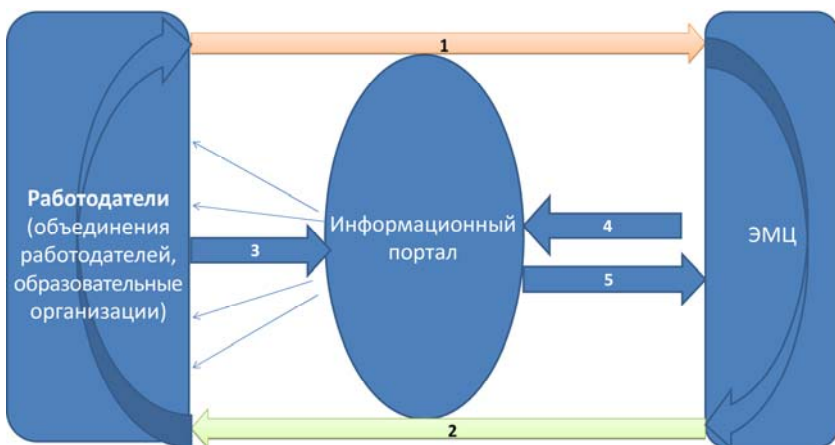 1
Работодатели
(объединения
работодателей,
образовательные
организации)
3
Информационный
портал
4
5
ЭМЦ
2